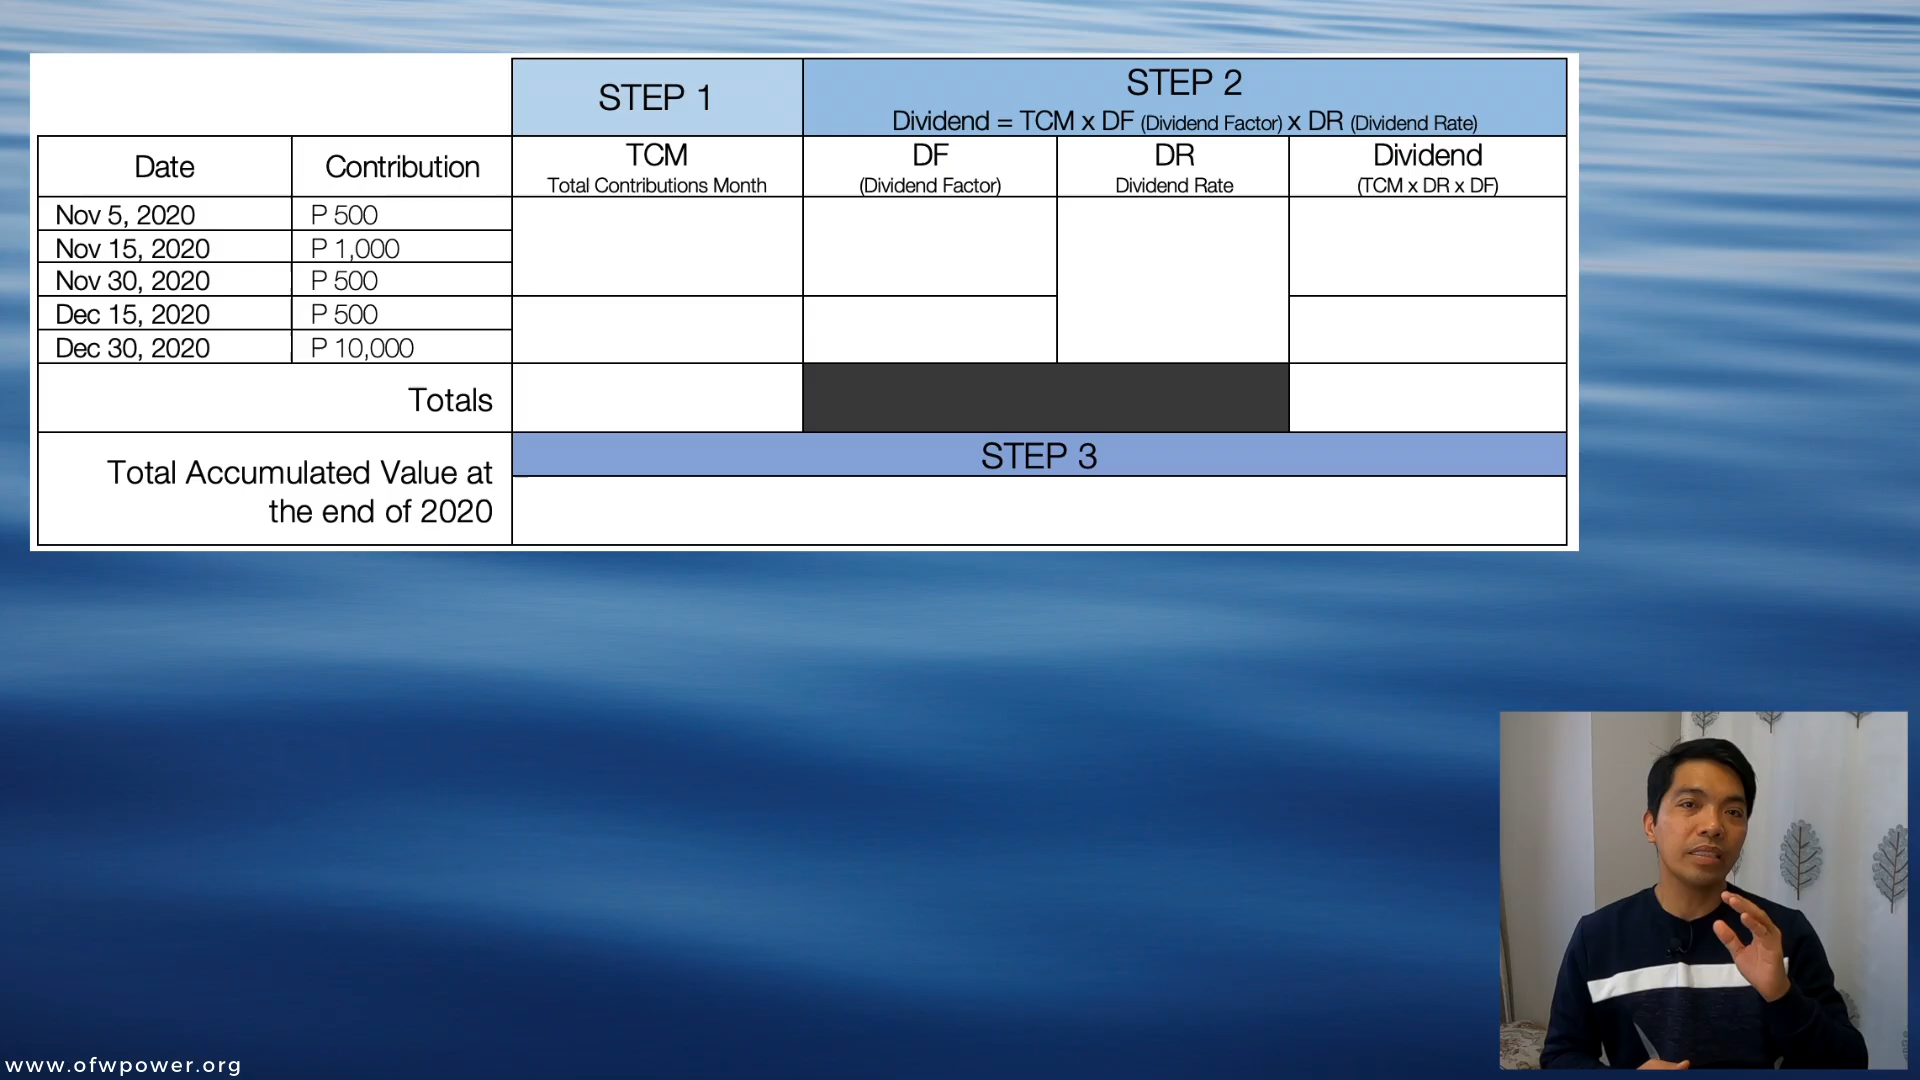 STEP 1
STEP 2
Dividend = TCM x DF (Dividend Factor) x DR (Dividend Rate)
Date
Contribution
TCM
Total Contributions Month
DF
(Dividend Factor)
DR
Dividend Rate
Dividend
(TCM x DR x DF)
Nov 5, 2020 P 500
Nov 15, 2020 P 1,000
Nov 30, 2020 P 500
Dec 15, 2020 P 500
Dec 30, 2020 P 10,000
Totals
STEP 3
Total Accumulated Value at
the end of 2020
www.ofwpower.org